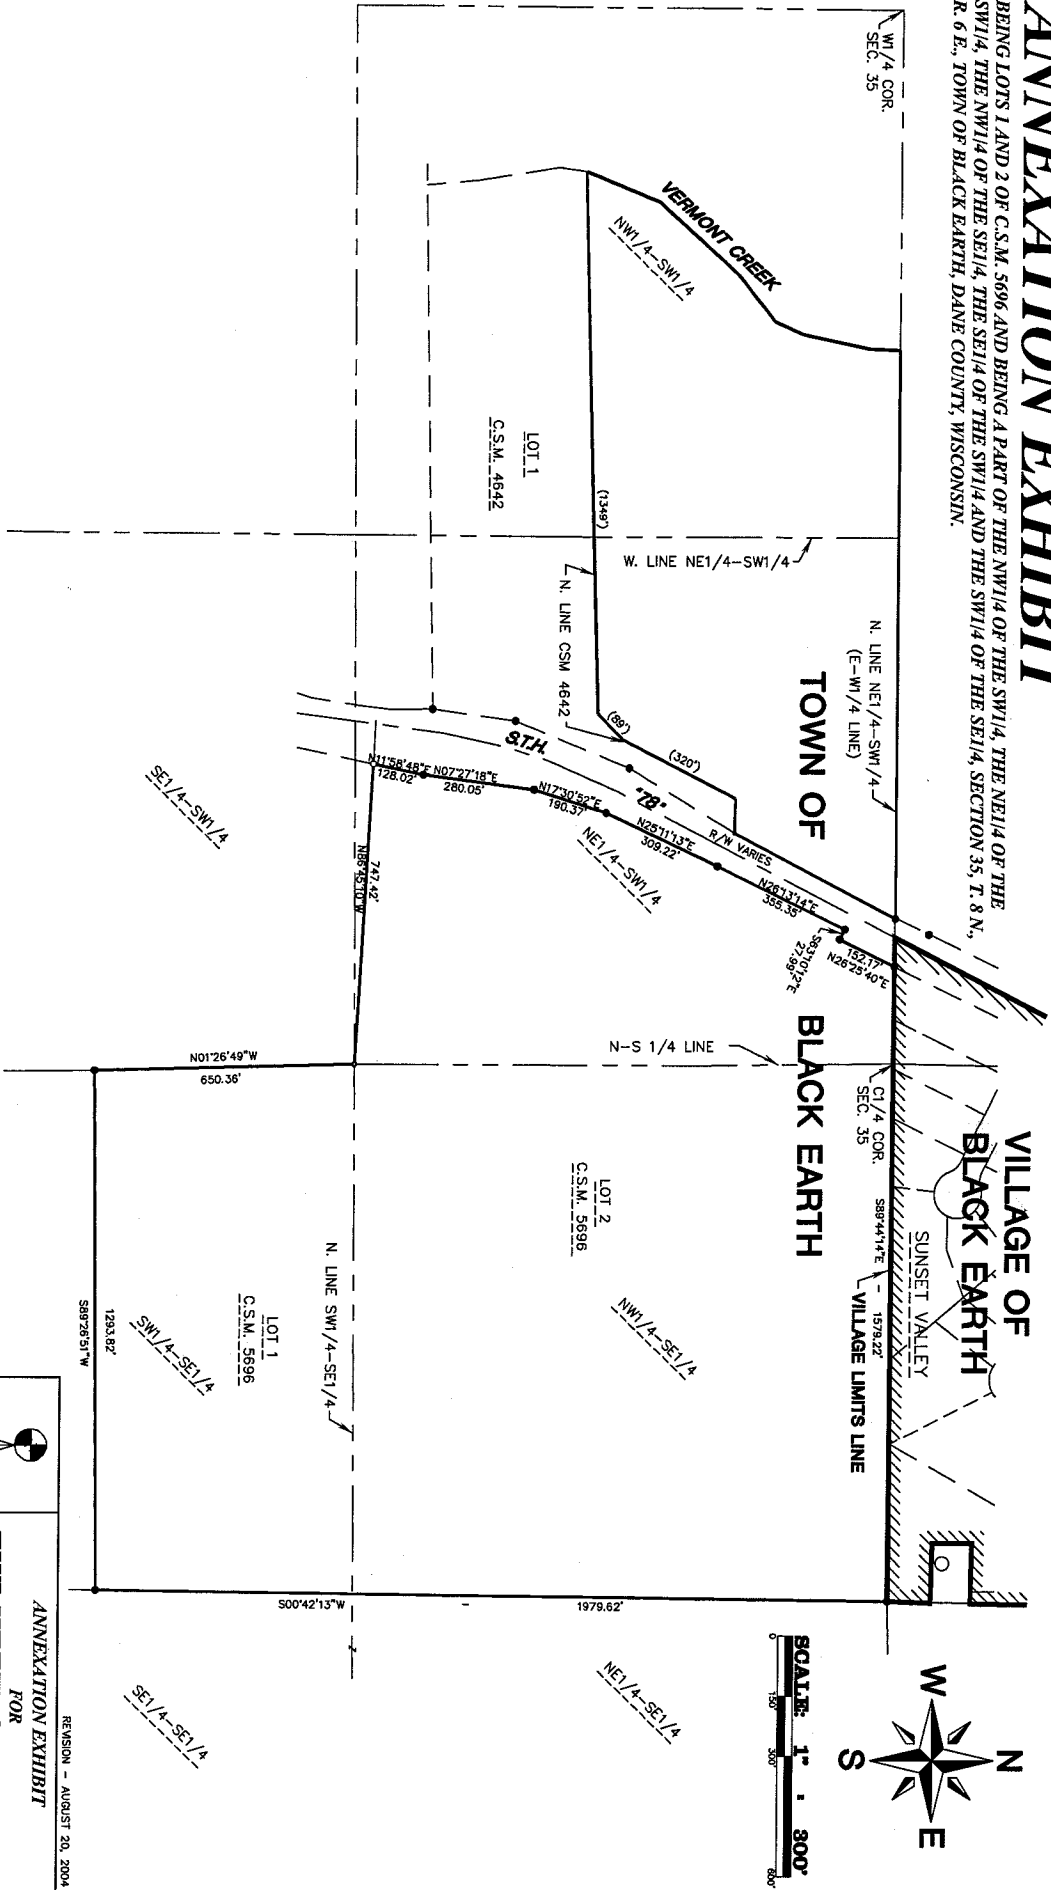 ANNEXATION EXHIBIT
BEING LOTS 1 AND 2 OF C.S.M. 5696 AND BEING A PART OF THE NW1/4 OF THE SW1/4, THE NE1/4 OF THE
SW1/4, THE NW1/4 OF THE SE1/4, THE SE1/4 OF THE SW1/4 AND THE SW1/4 OF THE SE1/4, SECTION 35, T. 8 N.,
R. 6 E., TOWN OF BLACK EARTH, DANE COUNTY, WISCONSIN.
W1/4 COR.
SEC. 35
VERMONT CREEK
NW1/4-SW1/4
LOT 1
C.S.M. 4642
(1349')
W. LINE NE1/4-SW1/4
N. LINE CSM 4642
N. LINE NE1/4-SW1/4
(E-W1/4 LINE)
(89')
(320')
S.T.H.
"78"
R/W VARIES
TOWN OF
BLACK EARTH
N11°58'48"E
128.02'
N07°27'18"E
280.05'
N17°30'52"E
190.37'
N25°11'13"E
309.22'
N26°13'14"E
355.35'
S63°10'12"E
27.99'
152.17'
N26°25'40"E
SE1/4-SW1/4
NE1/4-SW1/4
747.42'
N86°45'10"W
N-S 1/4 LINE
C1/4 COR.
SEC. 35
VILLAGE OF
BLACK EARTH
SUNSET VALLEY
S89°44'14"E - 1579.22'
VILLAGE LIMITS LINE
N01°26'49"W
650.36'
LOT 2
C.S.M. 5696
NW1/4-SE1/4
N. LINE SW1/4-SE1/4
LOT 1
C.S.M. 5696
SW1/4-SE1/4
1293.82'
S89°26'51"W
S00°42'13"W - 1979.62'
NE1/4-SE1/4
SE1/4-SE1/4
N
W
E
S
SCALE: 1" = 300'
0 150' 300' 600'
REVISION - AUGUST 20, 2004
ANNEXATION EXHIBIT
FOR